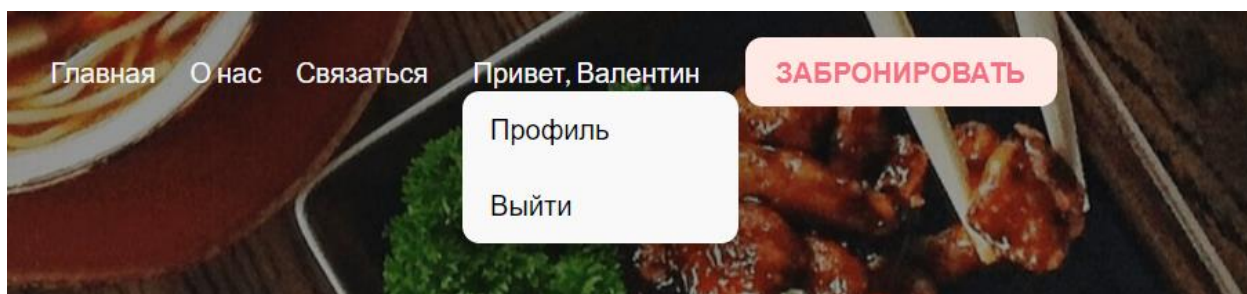 Главная О нас Связаться Привет, Валентин ЗАБРОНИРОВАТЬ
Профиль
Выйти